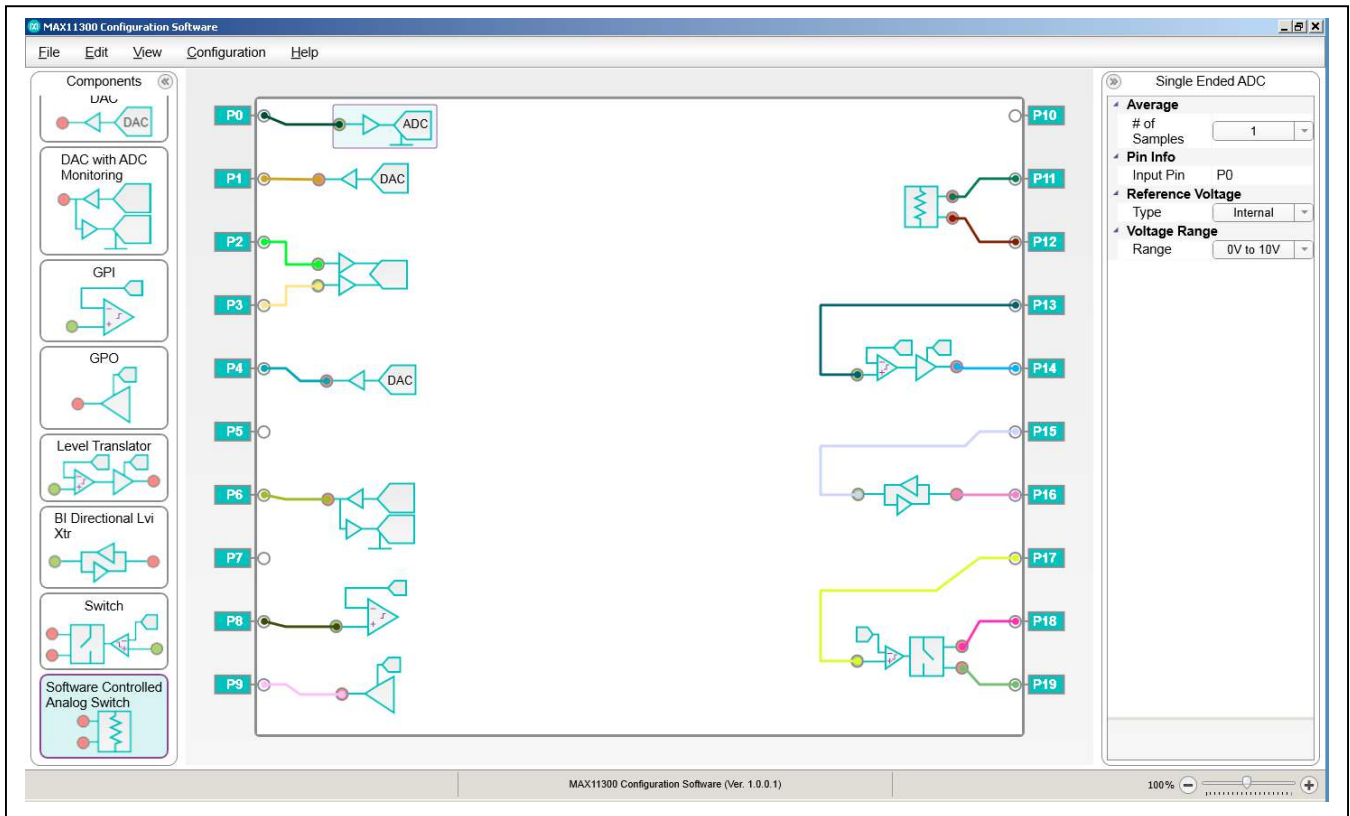 MAX11300 Configuration Software
File Edit View Configuration Help
Components
DAC
DAC
DAC with ADC
Monitoring
GPI
GPO
Level Translator
BI Directional Lvi
Xtr
Switch
Software Controlled
Analog Switch
P0
ADC
P1
DAC
P2
P3
P4
DAC
P5
P6
P7
P8
P9
P10
P11
P12
P13
P14
P15
P16
P17
P18
P19
Single Ended ADC
Average
# of
Samples
1
Pin Info
Input Pin P0
Reference Voltage
Type Internal
Voltage Range
Range 0V to 10V
MAX11300 Configuration Software (Ver. 1.0.0.1)
100%